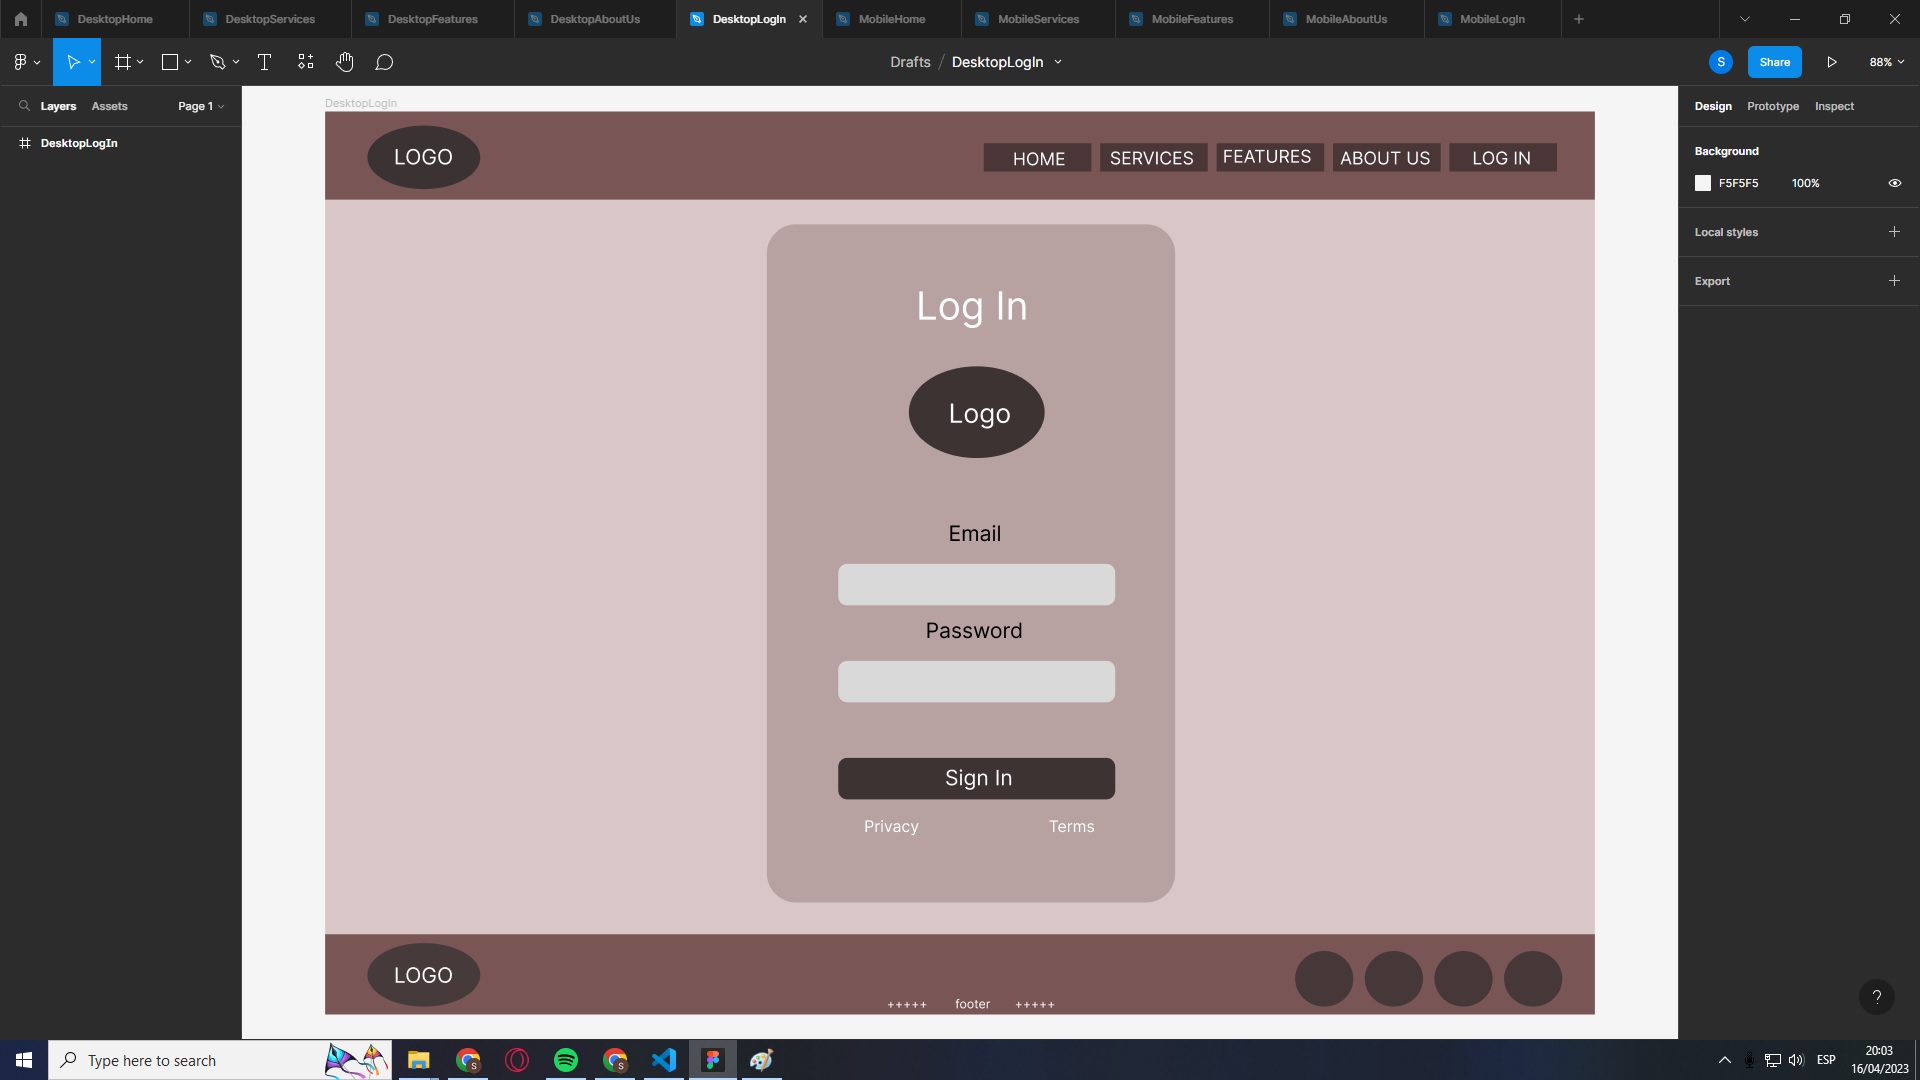 DesktopHome DesktopServices DesktopFeatures DesktopAboutUs DesktopLogIn MobileHome MobileServices MobileFeatures MobileAboutUs MobileLogIn
Drafts / DesktopLogIn S Share 88%
Layers Assets Page 1
DesktopLogIn
DesktopLogIn
LOGO HOME SERVICES FEATURES ABOUT US LOG IN
Log In
Logo
Email
Password
Sign In
Privacy Terms
LOGO
+++++ footer +++++
Design Prototype Inspect
Background
F5F5F5 100%
Local styles
Export
?
Type here to search
S
S
ESP
20:03
16/04/2023